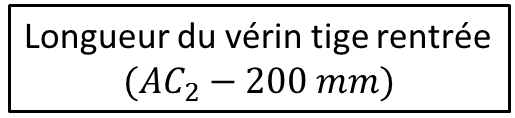 Longueur du vérin tige rentrée
(AC₂ − 200 mm)